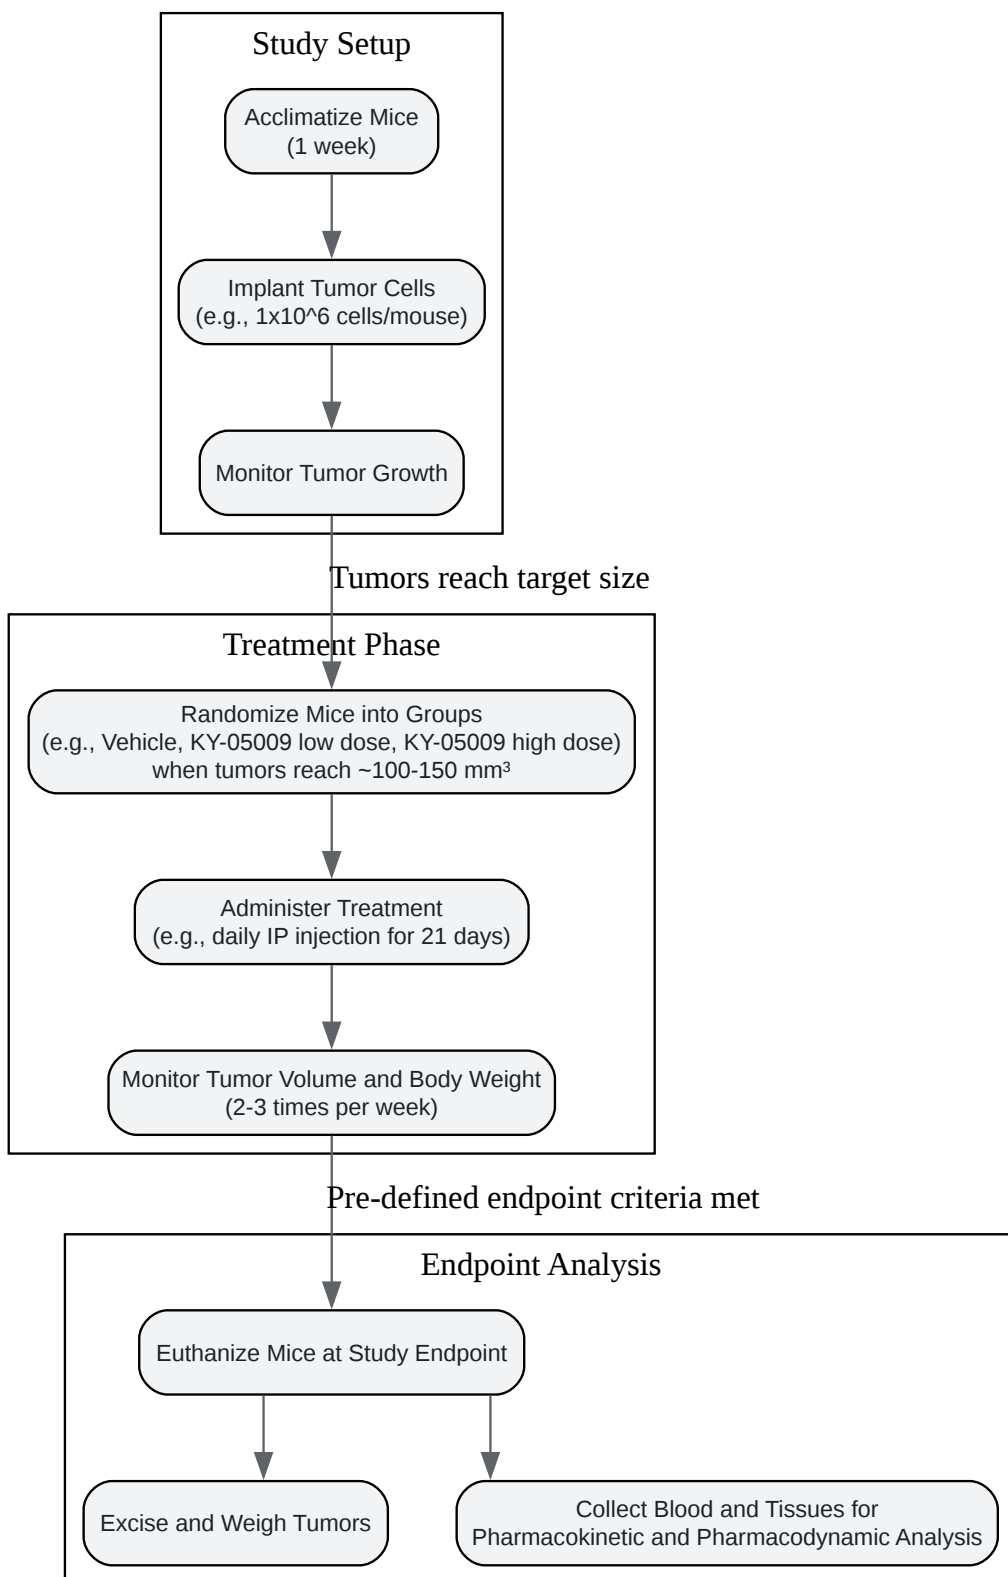 Study Setup
Acclimatize Mice
(1 week)
Implant Tumor Cells
(e.g., 1x10^6 cells/mouse)
Monitor Tumor Growth
Tumors reach target size
Treatment Phase
Randomize Mice into Groups
(e.g., Vehicle, KY-05009 low dose, KY-05009 high dose)
when tumors reach ~100-150 mm³
Administer Treatment
(e.g., daily IP injection for 21 days)
Monitor Tumor Volume and Body Weight
(2-3 times per week)
Pre-defined endpoint criteria met
Endpoint Analysis
Euthanize Mice at Study Endpoint
Excise and Weigh Tumors
Collect Blood and Tissues for
Pharmacokinetic and Pharmacodynamic Analysis